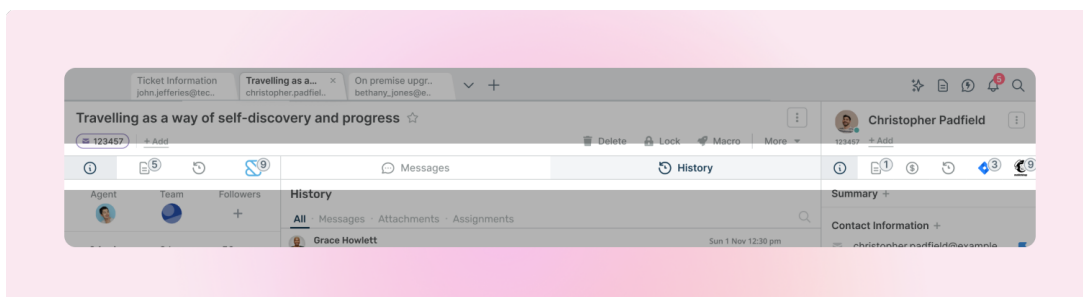 Ticket Information
john.jefferies@tec..
Travelling as a... ×
christopher.padfiel..
On premise upgr..
bethany_jones@e..
5
Travelling as a way of self-discovery and progress
123457
+ Add
Delete
Lock
Macro
More
Christopher Padfield
123457
+ Add
5
9
Messages
History
1
3
9
Agent
Team
Followers
+
History
All · Messages · Attachments · Assignments
Grace Howlett
Sun 1 Nov 12:30 pm
Summary +
Contact Information +
christopher.padfield@example